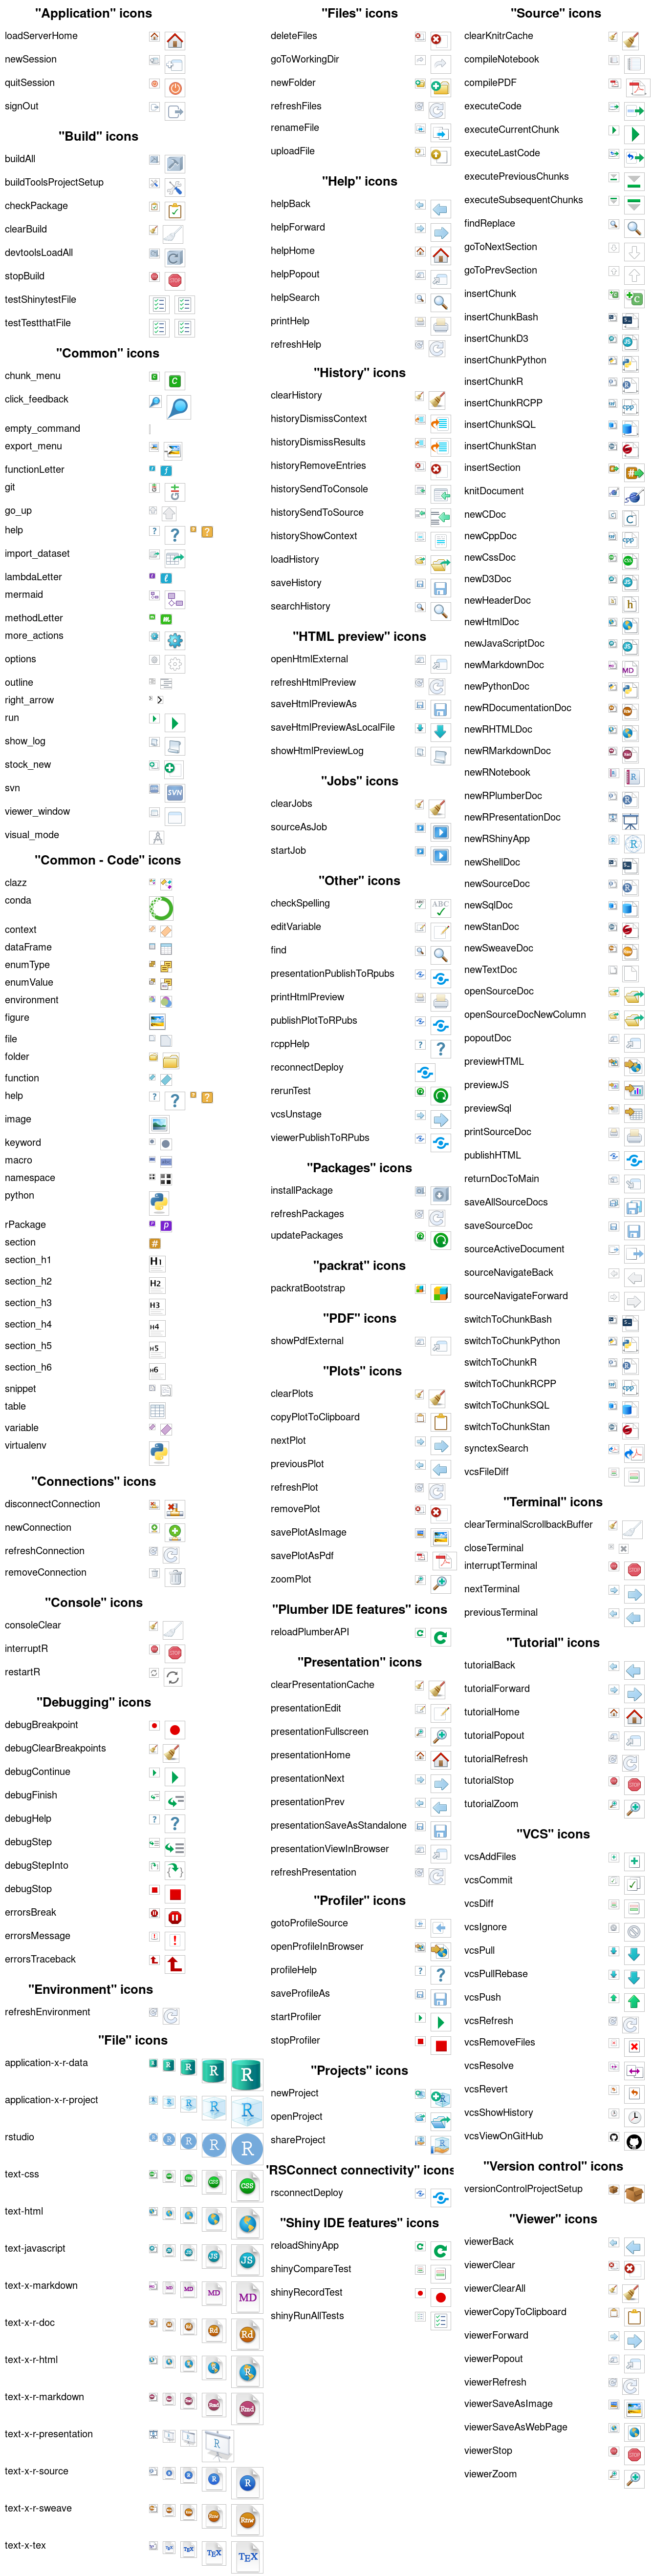 "Application" icons
loadServerHome
newSession
quitSession
signOut
"Build" icons
buildAll
buildToolsProjectSetup
checkPackage
clearBuild
devtoolsLoadAll
stopBuild
testShinytestFile
testTestthatFile
"Common" icons
chunk_menu
click_feedback
empty_command
export_menu
functionLetter
git
go_up
help
import_dataset
lambdaLetter
mermaid
methodLetter
more_actions
options
outline
right_arrow
run
show_log
stock_new
svn
viewer_window
visual_mode
"Common - Code" icons
clazz
conda
context
dataFrame
enumType
enumValue
environment
figure
file
folder
function
help
image
keyword
macro
namespace
python
rPackage
section
section_h1
section_h2
section_h3
section_h4
section_h5
section_h6
snippet
table
variable
virtualenv
"Connections" icons
disconnectConnection
newConnection
refreshConnection
removeConnection
"Console" icons
consoleClear
interruptR
restartR
"Debugging" icons
debugBreakpoint
debugClearBreakpoints
debugContinue
debugFinish
debugHelp
debugStep
debugStepInto
debugStop
errorsBreak
errorsMessage
errorsTraceback
"Environment" icons
refreshEnvironment
"File" icons
application-x-r-data
application-x-r-project
rstudio
text-css
text-html
text-javascript
text-x-markdown
text-x-r-doc
text-x-r-html
text-x-r-markdown
text-x-r-presentation
text-x-r-source
text-x-r-sweave
text-x-tex
"Files" icons
deleteFiles
goToWorkingDir
newFolder
refreshFiles
renameFile
uploadFile
"Help" icons
helpBack
helpForward
helpHome
helpPopout
helpSearch
printHelp
refreshHelp
"History" icons
clearHistory
historyDismissContext
historyDismissResults
historyRemoveEntries
historySendToConsole
historySendToSource
historyShowContext
loadHistory
saveHistory
searchHistory
"HTML preview" icons
openHtmlExternal
refreshHtmlPreview
saveHtmlPreviewAs
saveHtmlPreviewAsLocalFile
showHtmlPreviewLog
"Jobs" icons
clearJobs
sourceAsJob
startJob
"Other" icons
checkSpelling
editVariable
find
presentationPublishToRpubs
printHtmlPreview
publishPlotToRPubs
rcppHelp
reconnectDeploy
rerunTest
vcsUnstage
viewerPublishToRPubs
"Packages" icons
installPackage
refreshPackages
updatePackages
"packrat" icons
packratBootstrap
"PDF" icons
showPdfExternal
"Plots" icons
clearPlots
copyPlotToClipboard
nextPlot
previousPlot
refreshPlot
removePlot
savePlotAsImage
savePlotAsPdf
zoomPlot
"Plumber IDE features" icons
reloadPlumberAPI
"Presentation" icons
clearPresentationCache
presentationEdit
presentationFullscreen
presentationHome
presentationNext
presentationPrev
presentationSaveAsStandalone
presentationViewInBrowser
refreshPresentation
"Profiler" icons
gotoProfileSource
openProfileInBrowser
profileHelp
saveProfileAs
startProfiler
stopProfiler
"Projects" icons
newProject
openProject
shareProject
"RSConnect connectivity" icons
rsconnectDeploy
"Shiny IDE features" icons
reloadShinyApp
shinyCompareTest
shinyRecordTest
shinyRunAllTests
"Source" icons
clearKnitrCache
compileNotebook
compilePDF
executeCode
executeCurrentChunk
executeLastCode
executePreviousChunks
executeSubsequentChunks
findReplace
goToNextSection
goToPrevSection
insertChunk
insertChunkBash
insertChunkD3
insertChunkPython
insertChunkR
insertChunkRCPP
insertChunkSQL
insertChunkStan
insertSection
knitDocument
newCDoc
newCppDoc
newCssDoc
newD3Doc
newHeaderDoc
newHtmlDoc
newJavaScriptDoc
newMarkdownDoc
newPythonDoc
newRDocumentationDoc
newRHTMLDoc
newRMarkdownDoc
newRNotebook
newRPlumberDoc
newRPresentationDoc
newRShinyApp
newShellDoc
newSourceDoc
newSqlDoc
newStanDoc
newSweaveDoc
newTextDoc
openSourceDoc
openSourceDocNewColumn
popoutDoc
previewHTML
previewJS
previewSql
printSourceDoc
publishHTML
returnDocToMain
saveAllSourceDocs
saveSourceDoc
sourceActiveDocument
sourceNavigateBack
sourceNavigateForward
switchToChunkBash
switchToChunkPython
switchToChunkR
switchToChunkRCPP
switchToChunkSQL
switchToChunkStan
synctexSearch
vcsFileDiff
"Terminal" icons
clearTerminalScrollbackBuffer
closeTerminal
interruptTerminal
nextTerminal
previousTerminal
"Tutorial" icons
tutorialBack
tutorialForward
tutorialHome
tutorialPopout
tutorialRefresh
tutorialStop
tutorialZoom
"VCS" icons
vcsAddFiles
vcsCommit
vcsDiff
vcsIgnore
vcsPull
vcsPullRebase
vcsPush
vcsRefresh
vcsRemoveFiles
vcsResolve
vcsRevert
vcsShowHistory
vcsViewOnGitHub
"Version control" icons
versionControlProjectSetup
"Viewer" icons
viewerBack
viewerClear
viewerClearAll
viewerCopyToClipboard
viewerForward
viewerPopout
viewerRefresh
viewerSaveAsImage
viewerSaveAsWebPage
viewerStop
viewerZoom